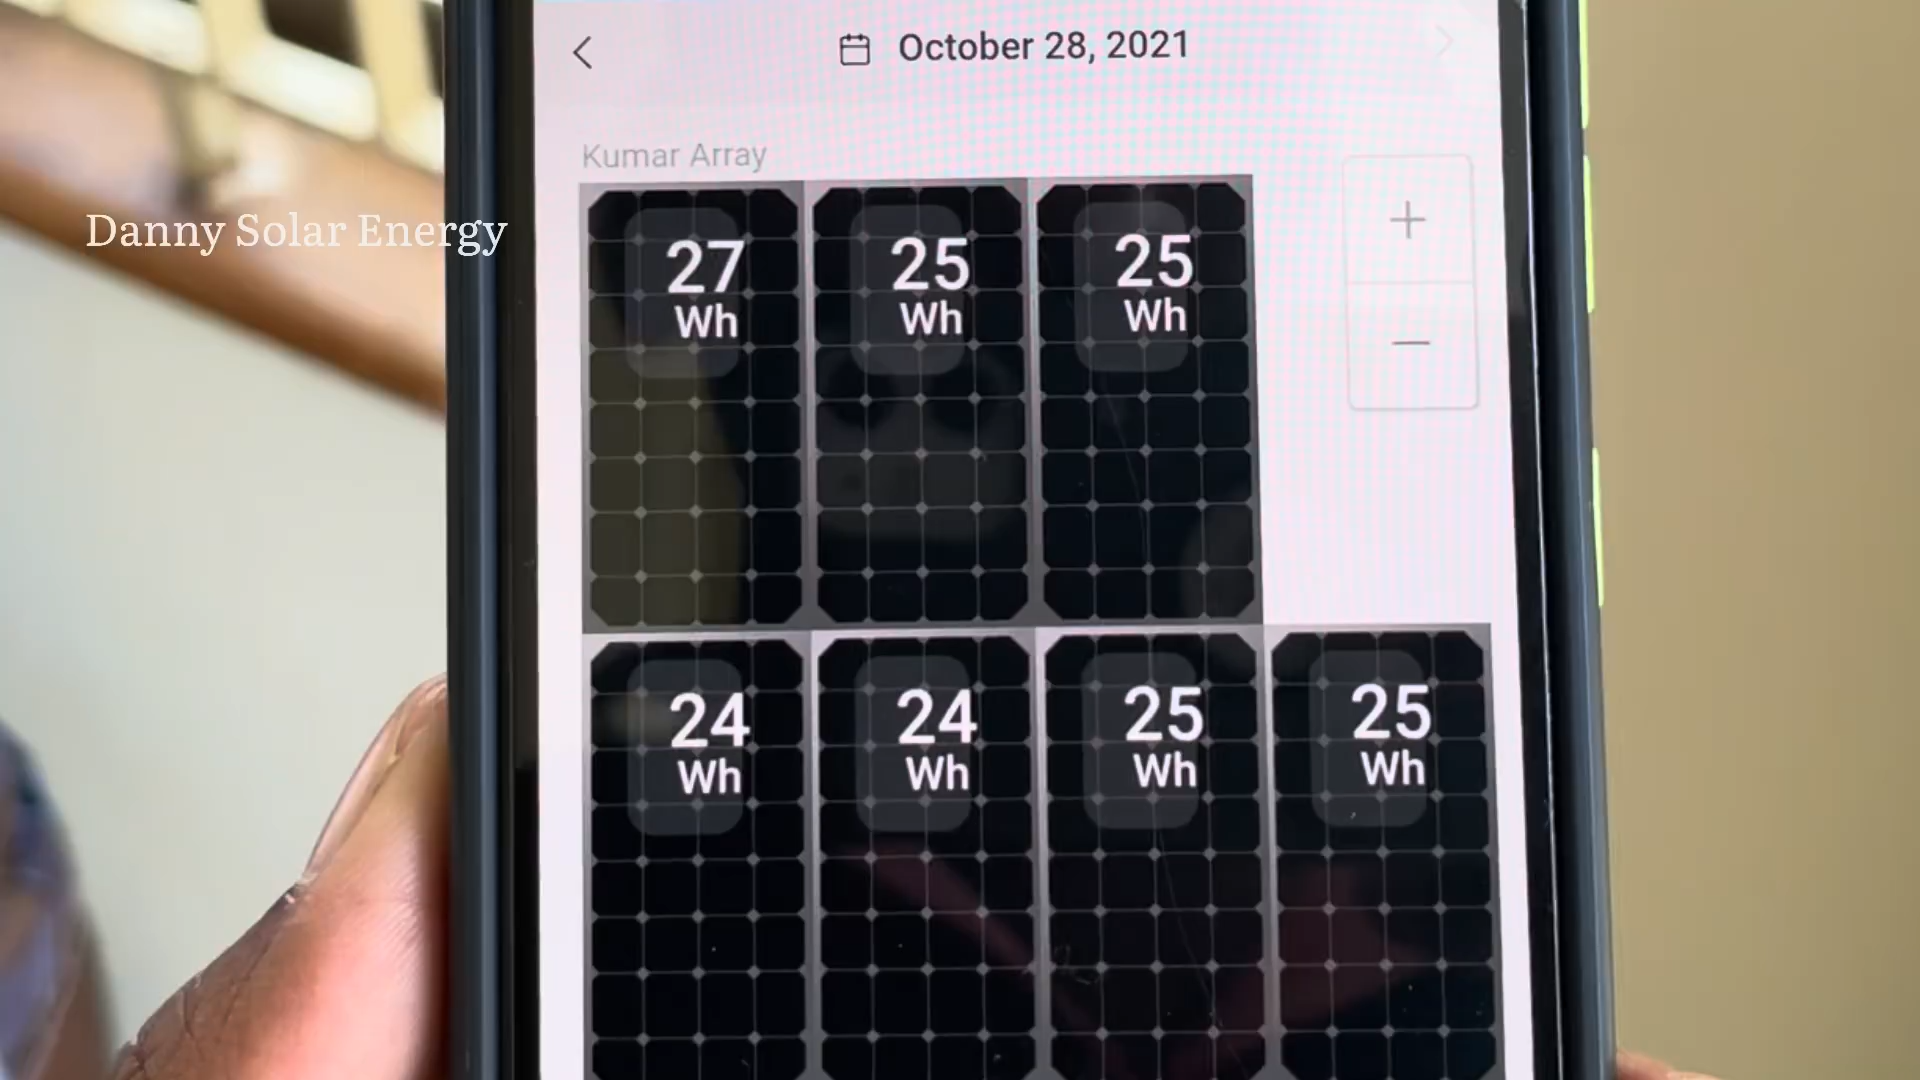 October 28, 2021
Kumar Array
Danny Solar Energy
27 25 25
Wh Wh Wh
24 24 25 25
Wh Wh Wh Wh